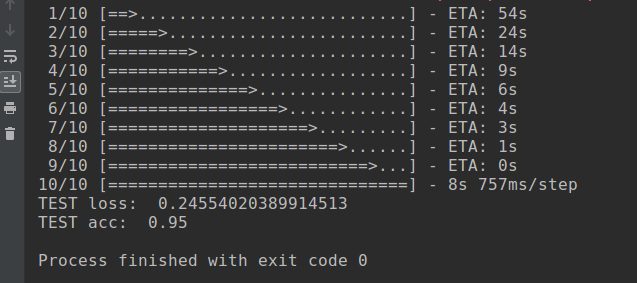 1/10 [==>...........................] - ETA: 54s
2/10 [=====>........................] - ETA: 24s
3/10 [========>.....................] - ETA: 14s
4/10 [===========>..................] - ETA: 9s
5/10 [==============>...............] - ETA: 6s
6/10 [=================>............] - ETA: 4s
7/10 [====================>.........] - ETA: 3s
8/10 [=======================>......] - ETA: 1s
9/10 [==========================>...] - ETA: 0s
10/10 [==============================] - 8s 757ms/step
TEST loss:  0.24554020389914513
TEST acc:  0.95
Process finished with exit code 0